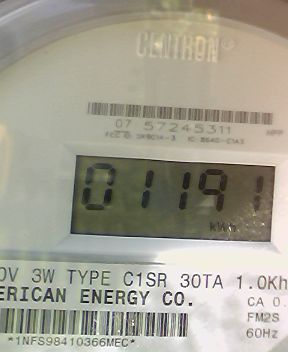 CENTRON®
07 57245311
01191
kWh
0V 3W TYPE C1SR 30TA 1.0Kh
ERICAN ENERGY CO.
CA 0.
FM2S
60Hz
*1NFS98410366MEC*